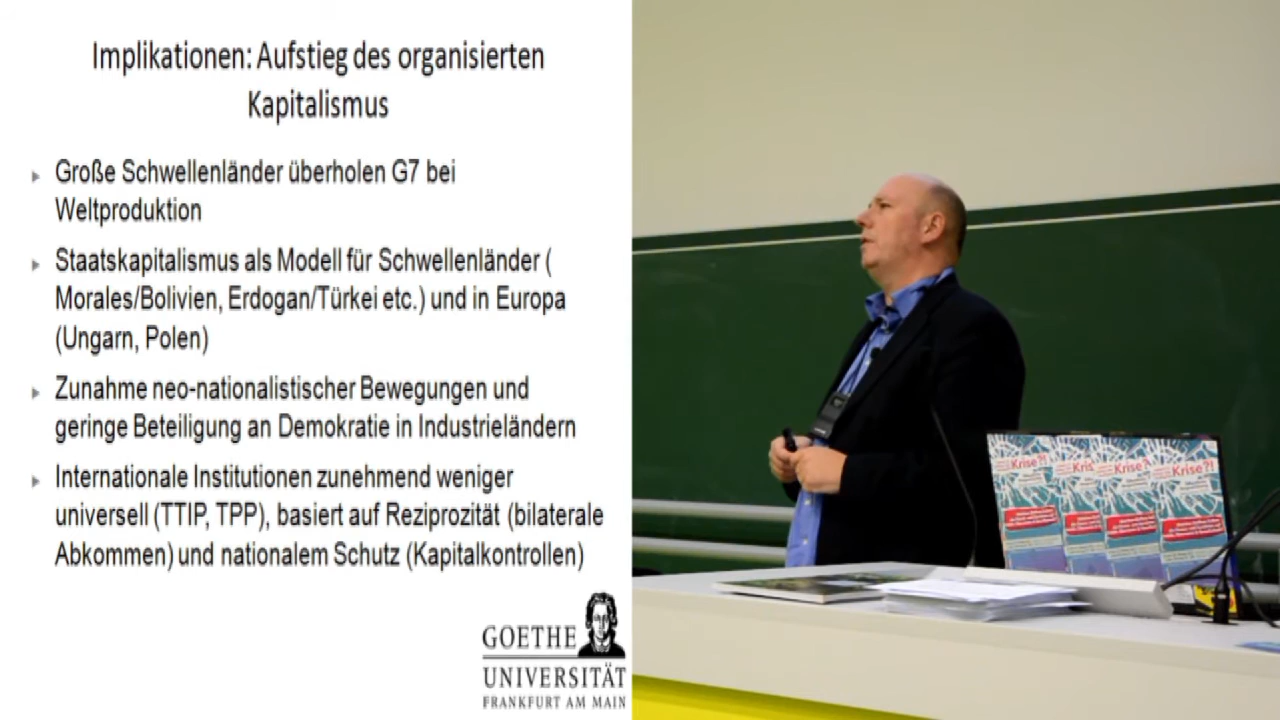 Implikationen: Aufstieg des organisierten
Kapitalismus
Große Schwellenländer überholen G7 bei
Weltproduktion
Staatskapitalismus als Modell für Schwellenländer (
Morales/Bolivien, Erdogan/Türkei etc.) und in Europa
(Ungarn, Polen)
Zunahme neo-nationalistischer Bewegungen und
geringe Beteiligung an Demokratie in Industrieländern
Internationale Institutionen zunehmend weniger
universell (TTIP, TPP), basiert auf Reziprozität (bilaterale
Abkommen) und nationalem Schutz (Kapitalkontrollen)
GOETHE
UNIVERSITÄT
FRANKFURT AM MAIN
Krise?!
Kris
Krise?
Krise?!